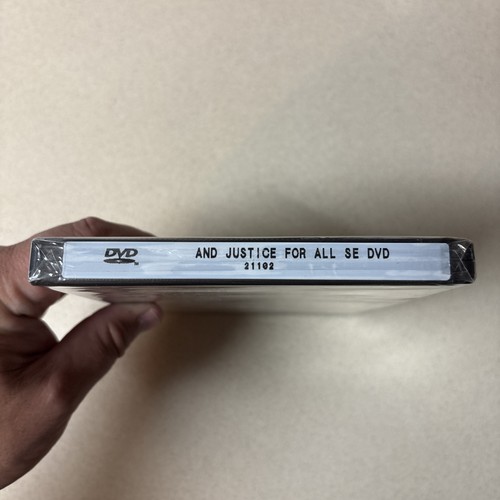 DVD
AND JUSTICE FOR ALL SE DVD
21102